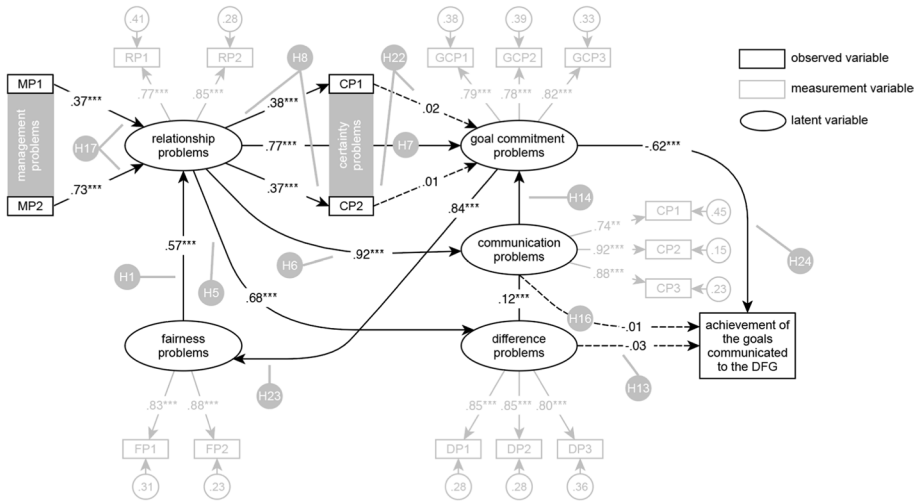 .41
.28
.38
.39
.33
RP1
RP2
GCP1
GCP2
GCP3
observed variable
measurement variable
latent variable
H8
H22
MP1
CP1
.77***
.85***
.79***
.78***
.82***
.37***
.38***
.02
management
problems
certainty
problems
H17
relationship
problems
.77***
H7
goal commitment
problems
-.62***
.73***
.37***
.01
MP2
CP2
.84***
H14
CP1
.45
.74**
.57***
communication
problems
.92***
CP2
.15
H6
.92***
H24
H1
H5
.88***
CP3
.23
.68***
.12***
H16
-.01
fairness
problems
difference
problems
-.03
achievement of
the goals
communicated
to the DFG
H23
H13
.83***
.88***
.85***
.85***
.80***
FP1
FP2
DP1
DP2
DP3
.31
.23
.28
.28
.36